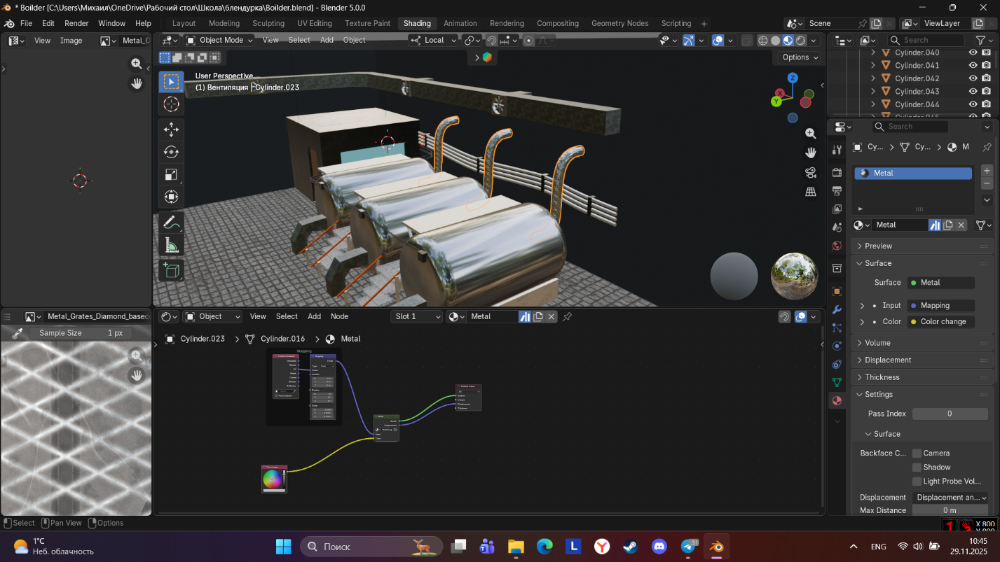 * Boilder [C:\Users\Михаил\OneDrive\Рабочий стол\Школа\блендурка\Boilder.blend] - Blender 5.0.0
File Edit Render Window Help
Layout Modeling Sculpting UV Editing Texture Paint Shading Animation Rendering Compositing Geometry Nodes Scripting
Scene
ViewLayer
View Image Metal_G
Object Mode View Select Add Object
Local
Search
Options
User Perspective
(1) Вентиляция | Cylinder.023
Z
X
Y
Cylinder.040
Cylinder.041
Cylinder.042
Cylinder.043
Cylinder.044
Search
Cy... Cy... M
Metal
Metal
Preview
Surface
Surface Metal
Input Mapping
Color Color change
Volume
Displacement
Thickness
Settings
Pass Index 0
Surface
Backface C... Camera
Shadow
Light Probe Vol...
Displacement Displacement an...
Max Distance 0 m
Metal_Grates_Diamond_basecc
Sample Size 1 px
Object View Select Add Node Slot 1 Metal
Cylinder.023 Cylinder.016 Metal
Mapping
Select Pan View Options
X 800
1°C
Неб. облачность
Поиск
51
ENG
10:45
29.11.2025